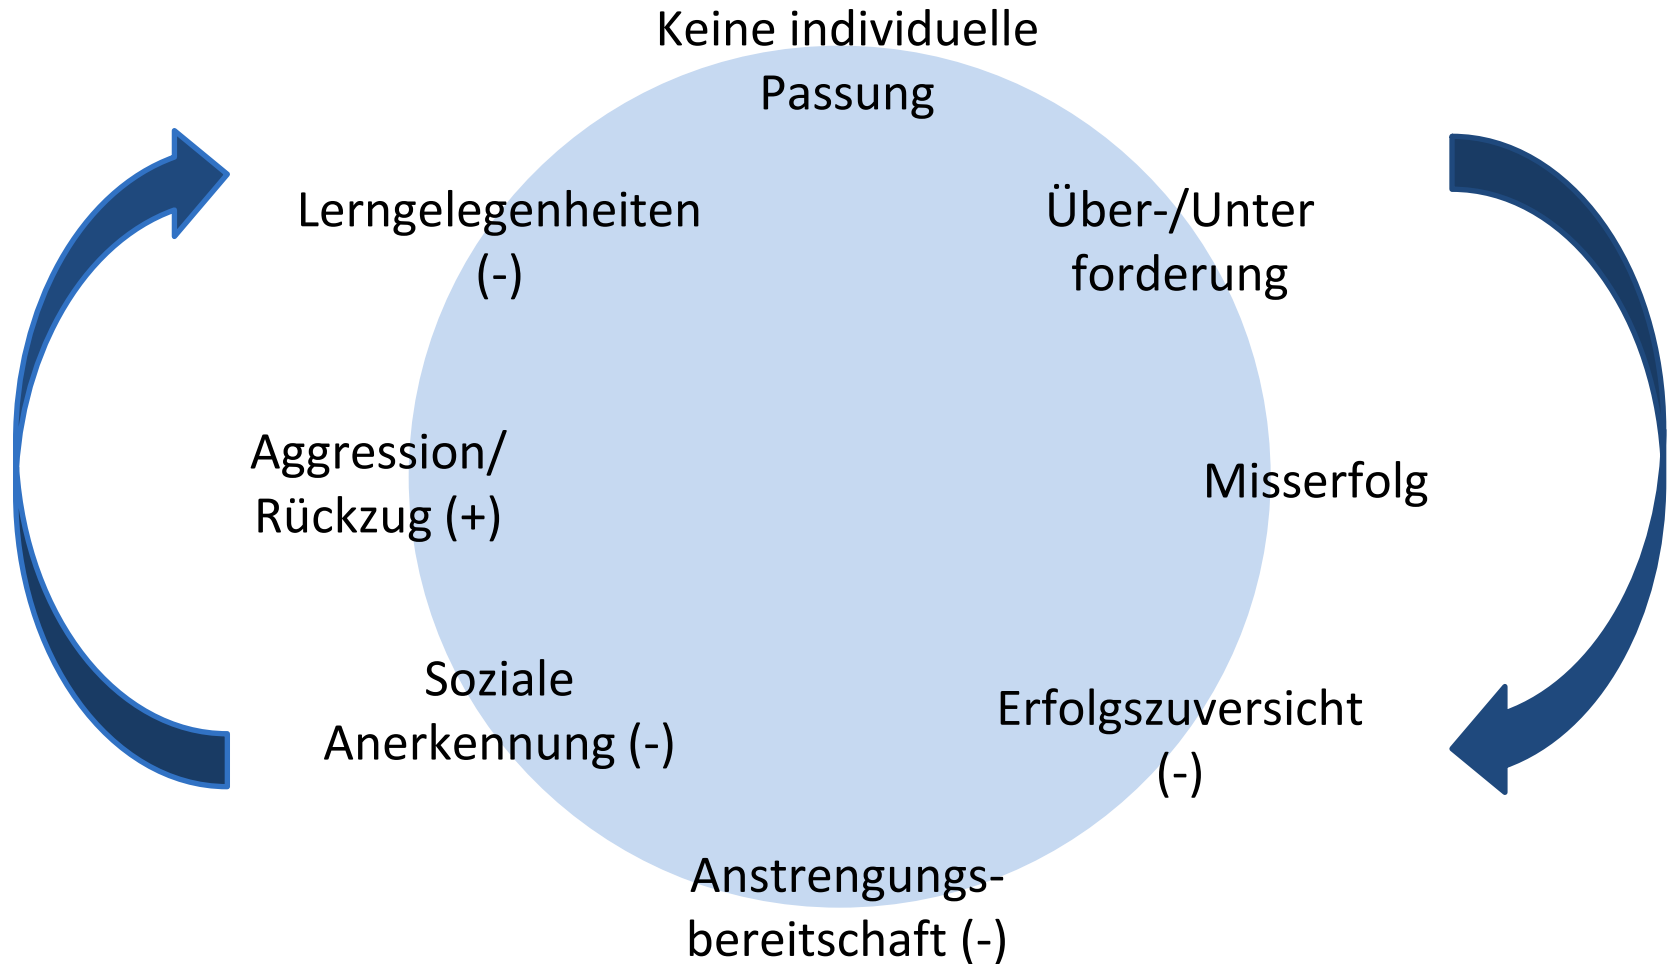 Keine individuelle
Passung
Über-/Unter
forderung
Misserfolg
Erfolgszuversicht
(-)
Anstrengungs-
bereitschaft (-)
Soziale
Anerkennung (-)
Aggression/
Rückzug (+)
Lerngelegenheiten
(-)